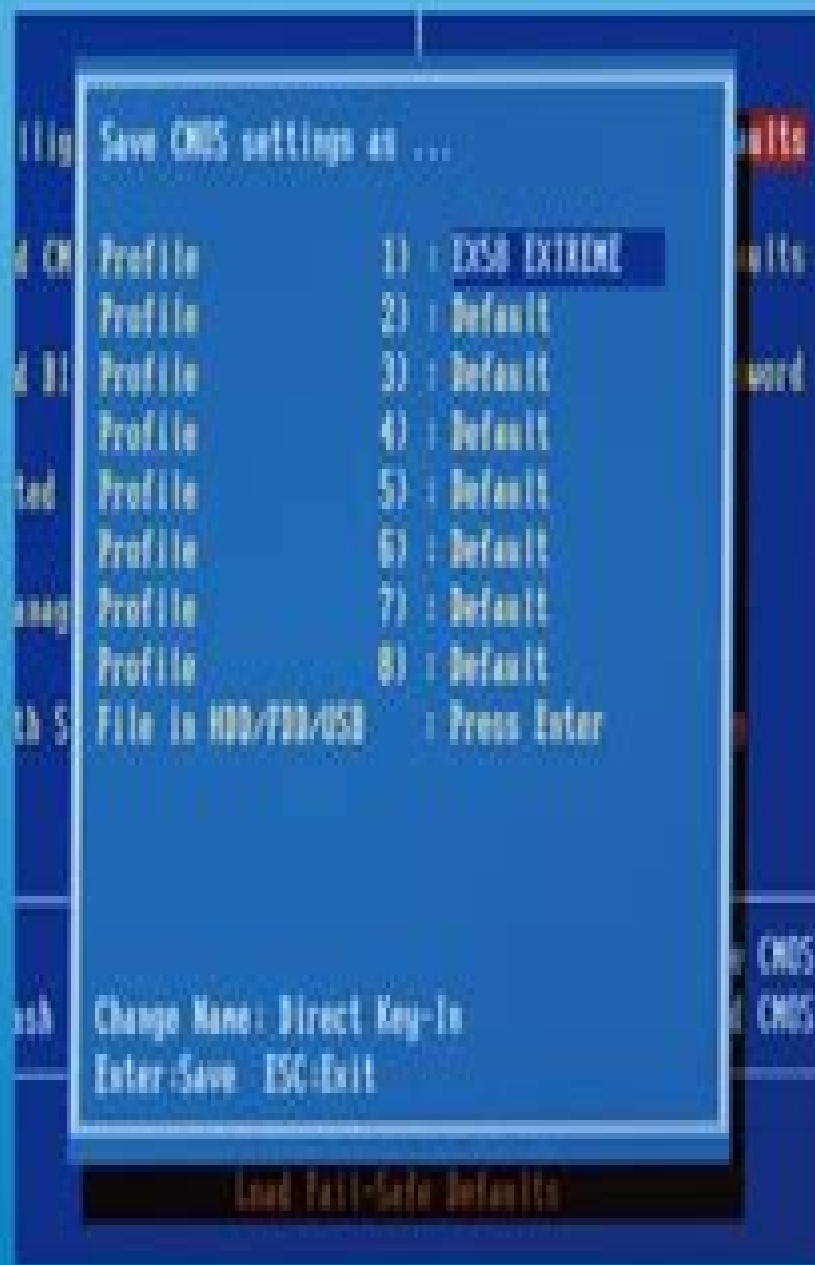 Save CMOS settings as ...
Profile 1) : EX58 EXTREME
Profile 2) : Default
Profile 3) : Default
Profile 4) : Default
Profile 5) : Default
Profile 6) : Default
Profile 7) : Default
Profile 8) : Default
File in HDD/FDD/USB : Press Enter
Change Name: Direct Key-In
Enter:Save ESC:Exit
CMOS
CMOS
Load Fail-Safe Defaults